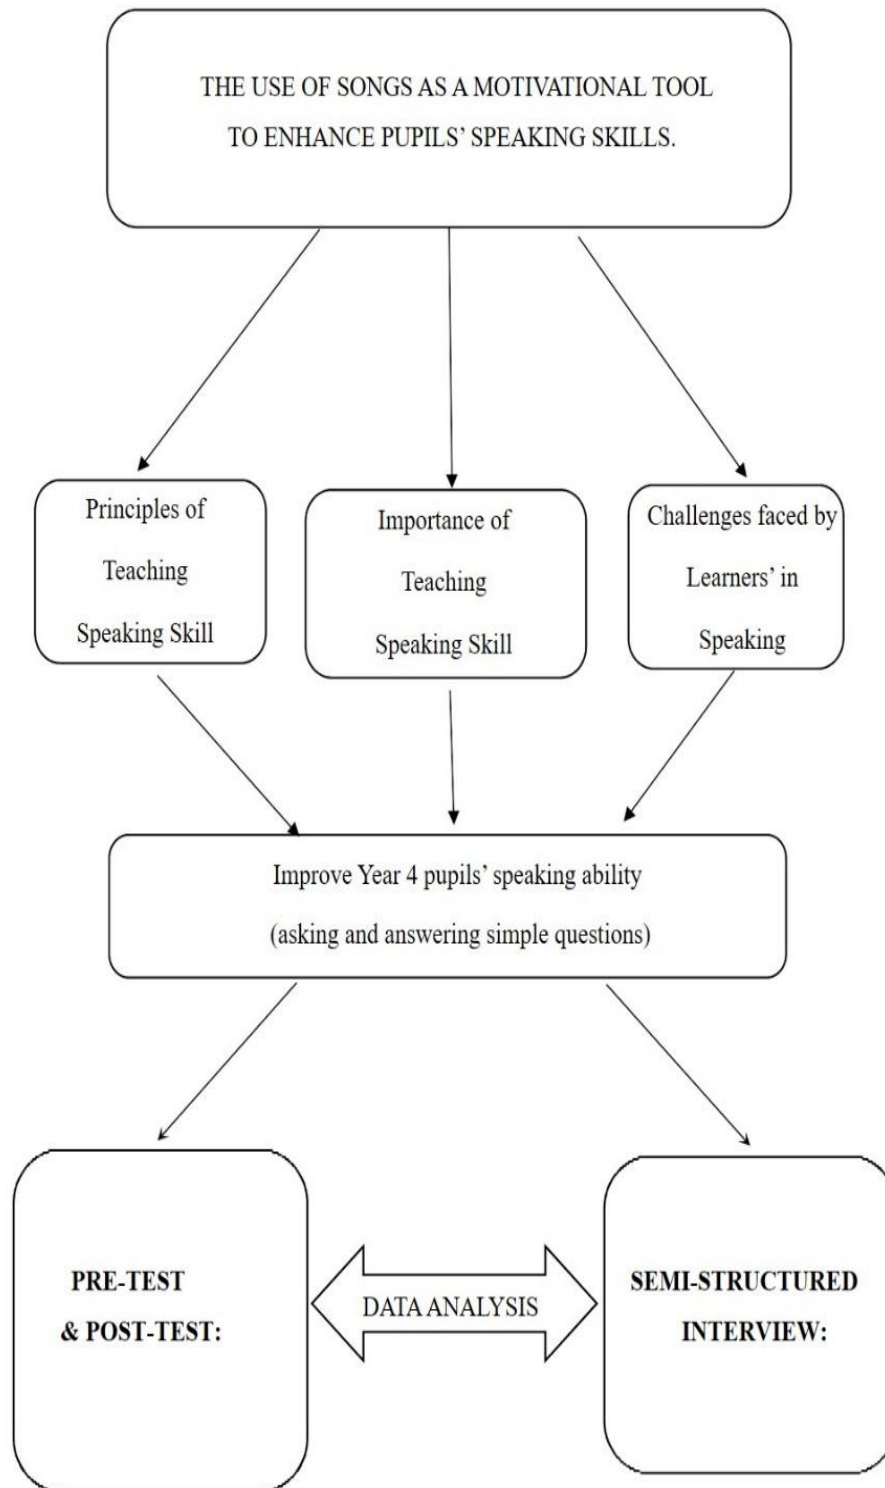 THE USE OF SONGS AS A MOTIVATIONAL TOOL
TO ENHANCE PUPILS’ SPEAKING SKILLS.
Principles of
Teaching
Speaking Skill
Importance of
Teaching
Speaking Skill
Challenges faced by
Learners’ in
Speaking
Improve Year 4 pupils’ speaking ability
(asking and answering simple questions)
PRE-TEST
& POST-TEST:
DATA ANALYSIS
SEMI-STRUCTURED
INTERVIEW: